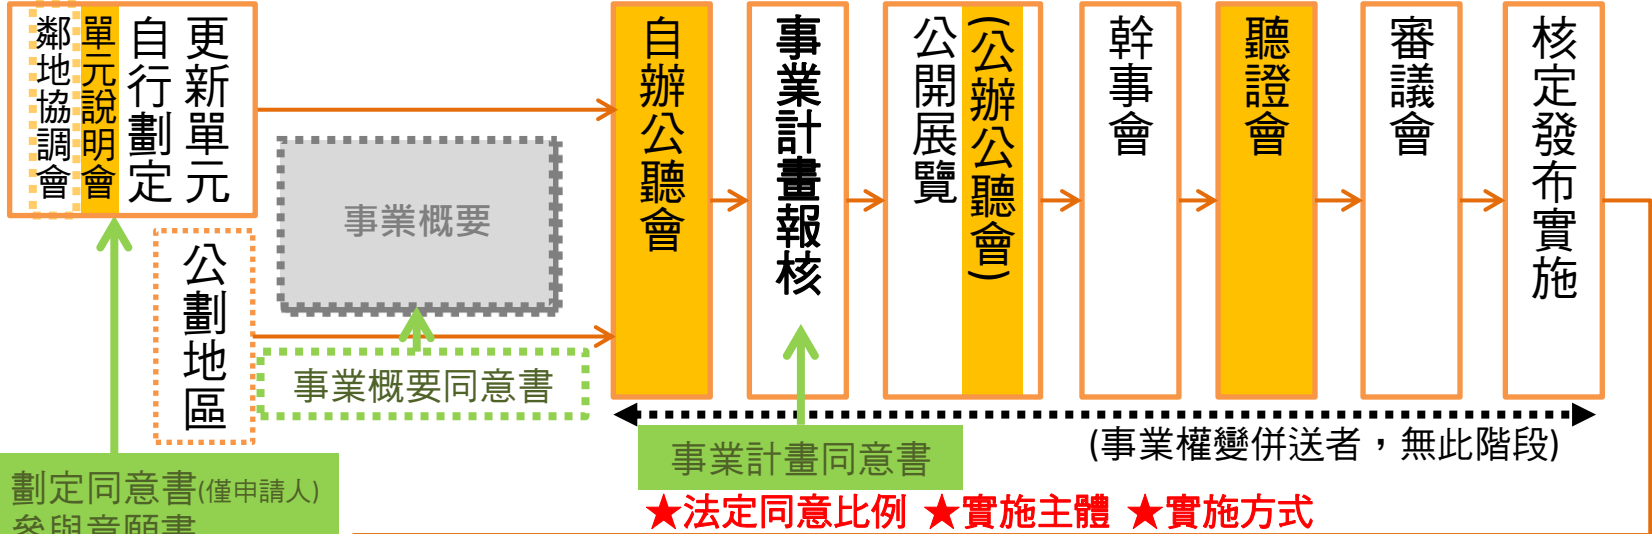 更新單元
自行劃定
單元說明會
鄰地協調會
公劃地區
事業概要
事業概要同意書
劃定同意書(僅申請人)
參與意願書
自辦公聽會
事業計畫報核
公開展覽
(公辦公聽會)
幹事會
聽證會
審議會
核定發布實施
(事業權變併送者，無此階段)
事業計畫同意書
★法定同意比例 ★實施主體 ★實施方式